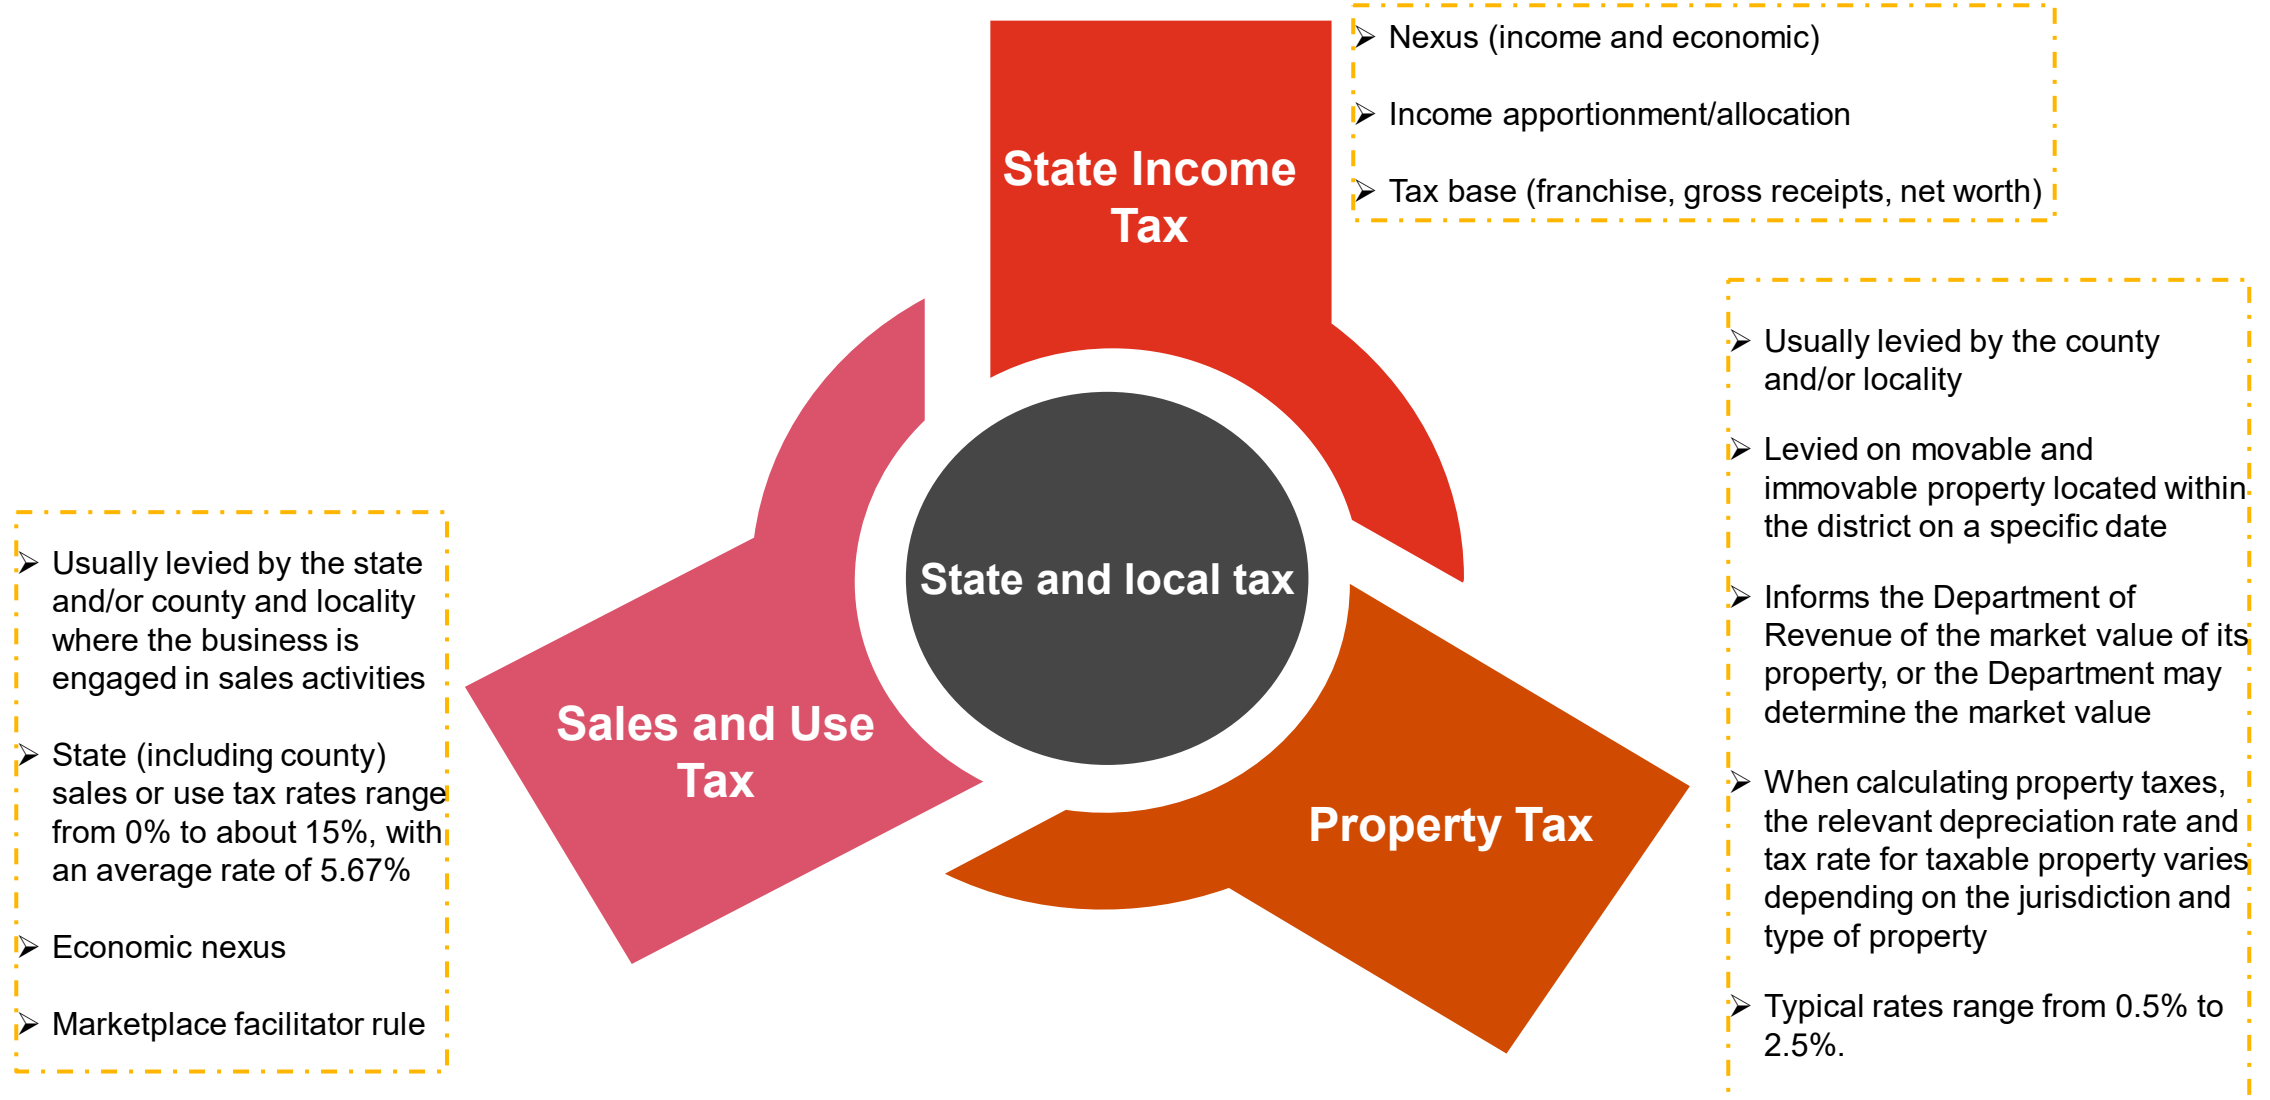 State Income
Tax
➢ Nexus (income and economic)
➢ Income apportionment/allocation
➢ Tax base (franchise, gross receipts, net worth)
State and local tax
Sales and Use
Tax
➢ Usually levied by the state
and/or county and locality
where the business is
engaged in sales activities
➢ State (including county)
sales or use tax rates range
from 0% to about 15%, with
an average rate of 5.67%
➢ Economic nexus
➢ Marketplace facilitator rule
Property Tax
➢ Usually levied by the county
and/or locality
➢ Levied on movable and
immovable property located within
the district on a specific date
➢ Informs the Department of
Revenue of the market value of its
property, or the Department may
determine the market value
➢ When calculating property taxes,
the relevant depreciation rate and
tax rate for taxable property varies
depending on the jurisdiction and
type of property
➢ Typical rates range from 0.5% to
2.5%.